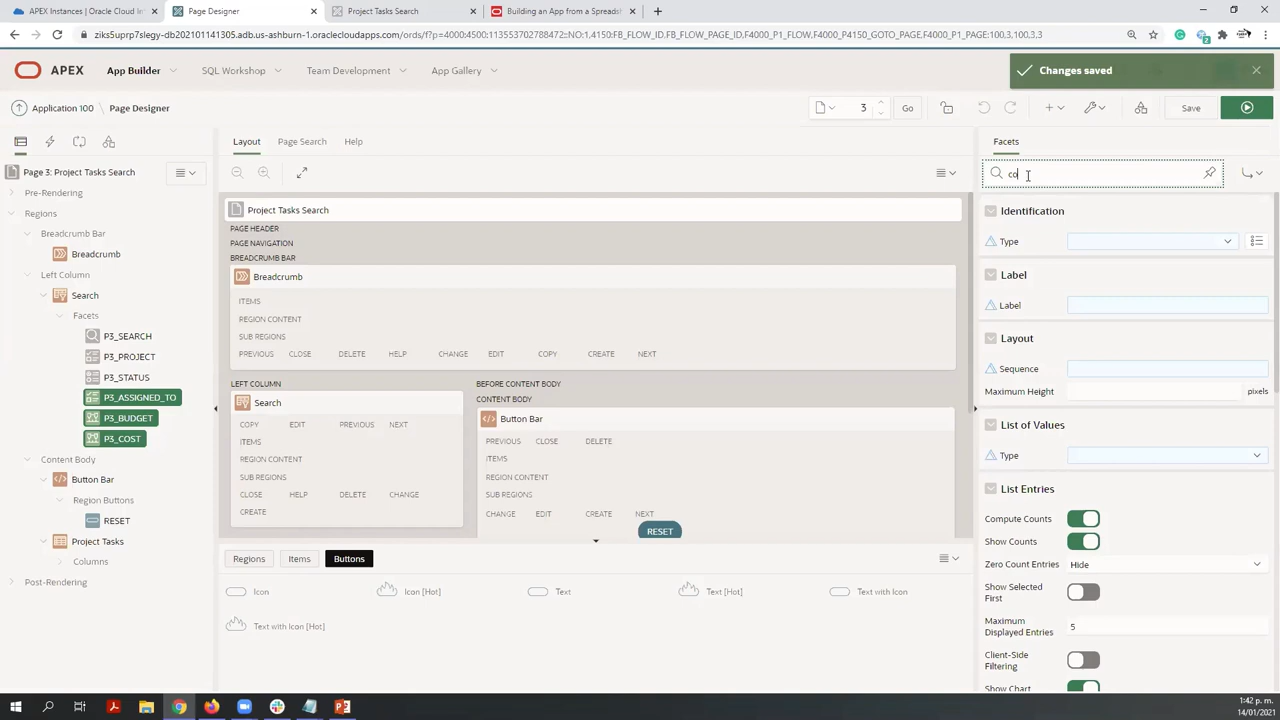 APEX Instances | Oracle Cloud In
Page Designer
Project Tasks Search
Building an App from a Spreadsh
ziks5uprp7slegy-db202101141305.adb.us-ashburn-1.oraclecloudapps.com/ords/f?p=4000:4500:113553702788477::NO:1,4150:FB_FLOW_ID,FB_FLOW_PAGE_ID,F4000_P1_FLOW,F4000_P4150_GOTO_PAGE,F4000_P1_PAGE:100,3,100,3,3
APEX
App Builder
SQL Workshop
Team Development
App Gallery
Changes saved
Application 100
Page Designer
3
Go
Save
Layout
Page Search
Help
Facets
Page 3: Project Tasks Search
Pre-Rendering
Regions
Breadcrumb Bar
Breadcrumb
Left Column
Search
Facets
P3_SEARCH
P3_PROJECT
P3_STATUS
P3_ASSIGNED_TO
P3_BUDGET
P3_COST
Content Body
Button Bar
Region Buttons
RESET
Project Tasks
Columns
Post-Rendering
Project Tasks Search
PAGE HEADER
PAGE NAVIGATION
BREADCRUMB BAR
Breadcrumb
ITEMS
REGION CONTENT
SUB REGIONS
PREVIOUS CLOSE DELETE HELP CHANGE EDIT COPY CREATE NEXT
LEFT COLUMN
Search
COPY EDIT PREVIOUS NEXT
ITEMS
REGION CONTENT
SUB REGIONS
CLOSE HELP DELETE CHANGE
CREATE
BEFORE CONTENT BODY
CONTENT BODY
Button Bar
PREVIOUS CLOSE DELETE
ITEMS
REGION CONTENT
SUB REGIONS
CHANGE EDIT CREATE NEXT
RESET
Regions
Items
Buttons
Icon
Icon [Hot]
Text
Text [Hot]
Text with Icon
Text with Icon [Hot]
co
Identification
Type
Label
Label
Layout
Sequence
Maximum Height pixels
List of Values
Type
List Entries
Compute Counts
Show Counts
Zero Count Entries Hide
Show Selected
First
Maximum
Displayed Entries 5
Client-Side
Filtering
Show Chart
1:42 p. m.
14/01/2021